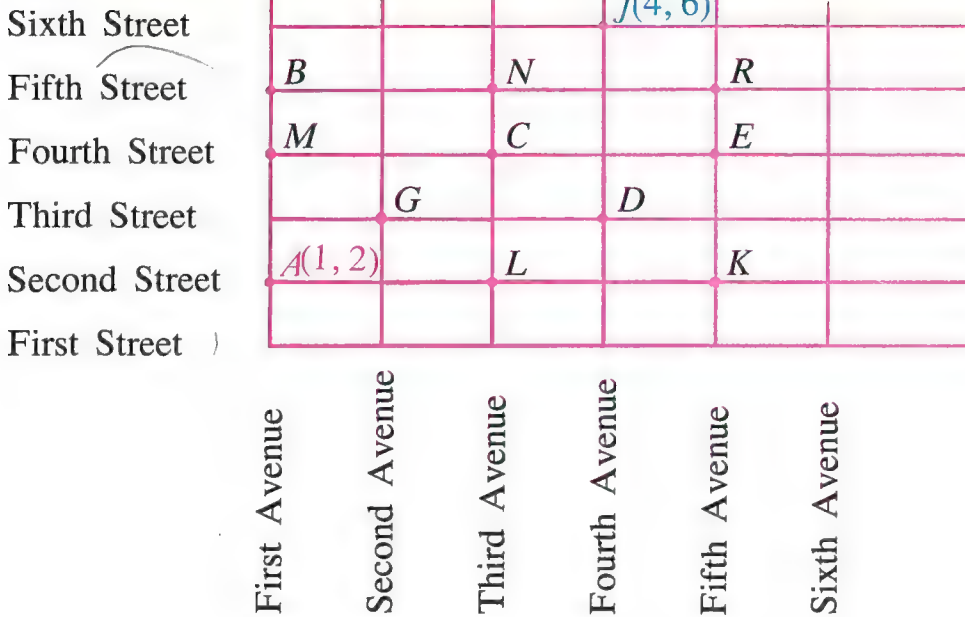 Sixth Street J(4, 6)
Fifth Street B N R
Fourth Street M C E
Third Street G D
Second Street A(1, 2) L K
First Street
First Avenue
Second Avenue
Third Avenue
Fourth Avenue
Fifth Avenue
Sixth Avenue